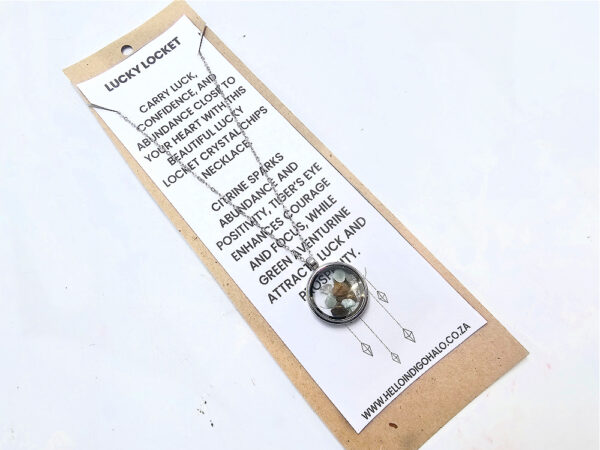 LUCKY LOCKET
CARRY LUCK,
CONFIDENCE, AND
ABUNDANCE CLOSE TO
YOUR HEART WITH THIS
BEAUTIFUL LUCKY
LOCKET CRYSTAL CHIPS
NECKLACE.
CITRINE SPARKS
ABUNDANCE AND
POSITIVITY, TIGER'S EYE
ENHANCES COURAGE
AND FOCUS, WHILE
GREEN AVENTURINE
ATTRACTS LUCK AND
WWW.HELLOINDIGOHALO.CO.ZA